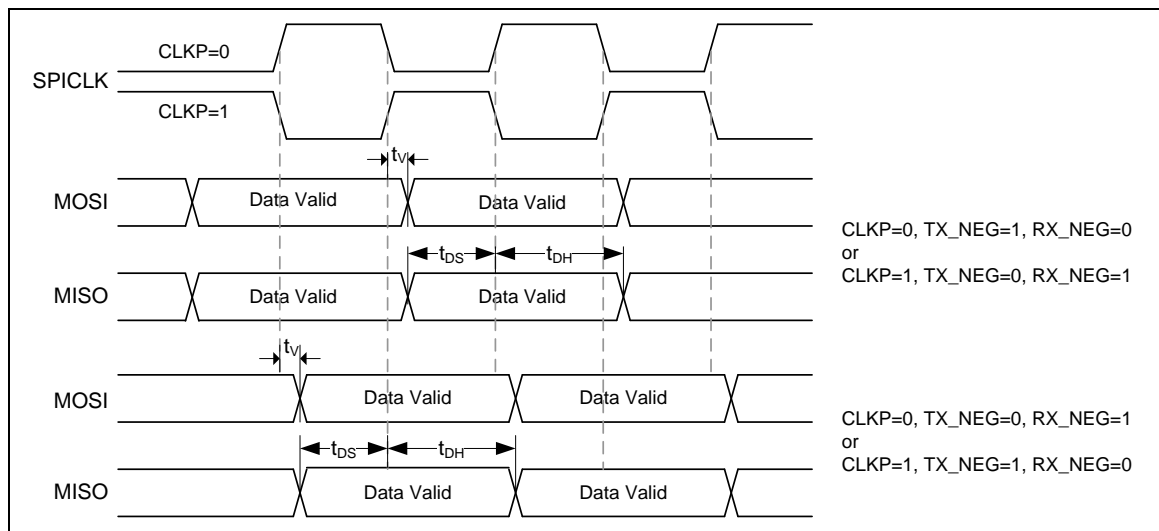 CLKP=0
SPICLK
CLKP=1
tV
MOSI
Data Valid
Data Valid
CLKP=0, TX_NEG=1, RX_NEG=0
or
CLKP=1, TX_NEG=0, RX_NEG=1
tDS
tDH
MISO
Data Valid
Data Valid
tV
MOSI
Data Valid
Data Valid
CLKP=0, TX_NEG=0, RX_NEG=1
or
CLKP=1, TX_NEG=1, RX_NEG=0
tDS
tDH
MISO
Data Valid
Data Valid